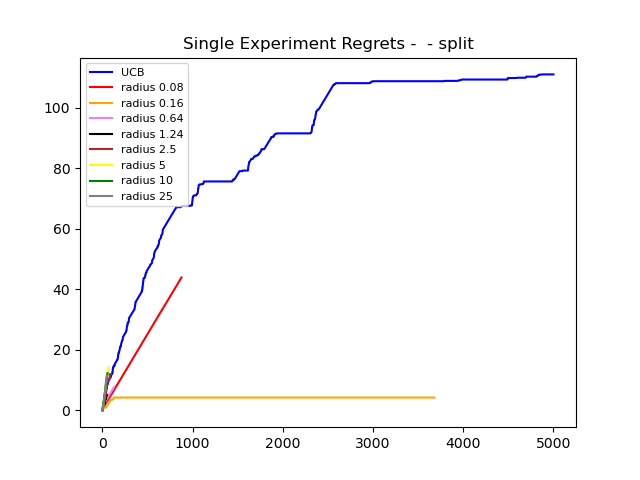 Single Experiment Regrets -  - split
UCB
radius 0.08
radius 0.16
radius 0.64
radius 1.24
radius 2.5
radius 5
radius 10
radius 25
100
80
60
40
20
0
0 1000 2000 3000 4000 5000